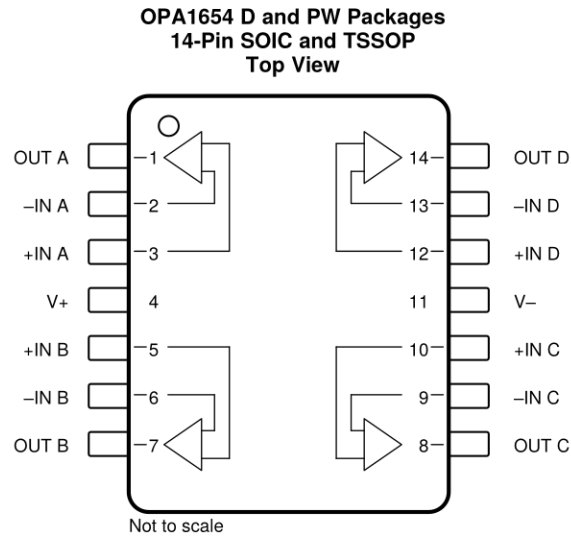 OPA1654 D and PW Packages
14-Pin SOIC and TSSOP
Top View
OUT A 1 14 OUT D
–IN A 2 13 –IN D
+IN A 3 12 +IN D
V+ 4 11 V–
+IN B 5 10 +IN C
–IN B 6 9 –IN C
OUT B 7 8 OUT C
Not to scale